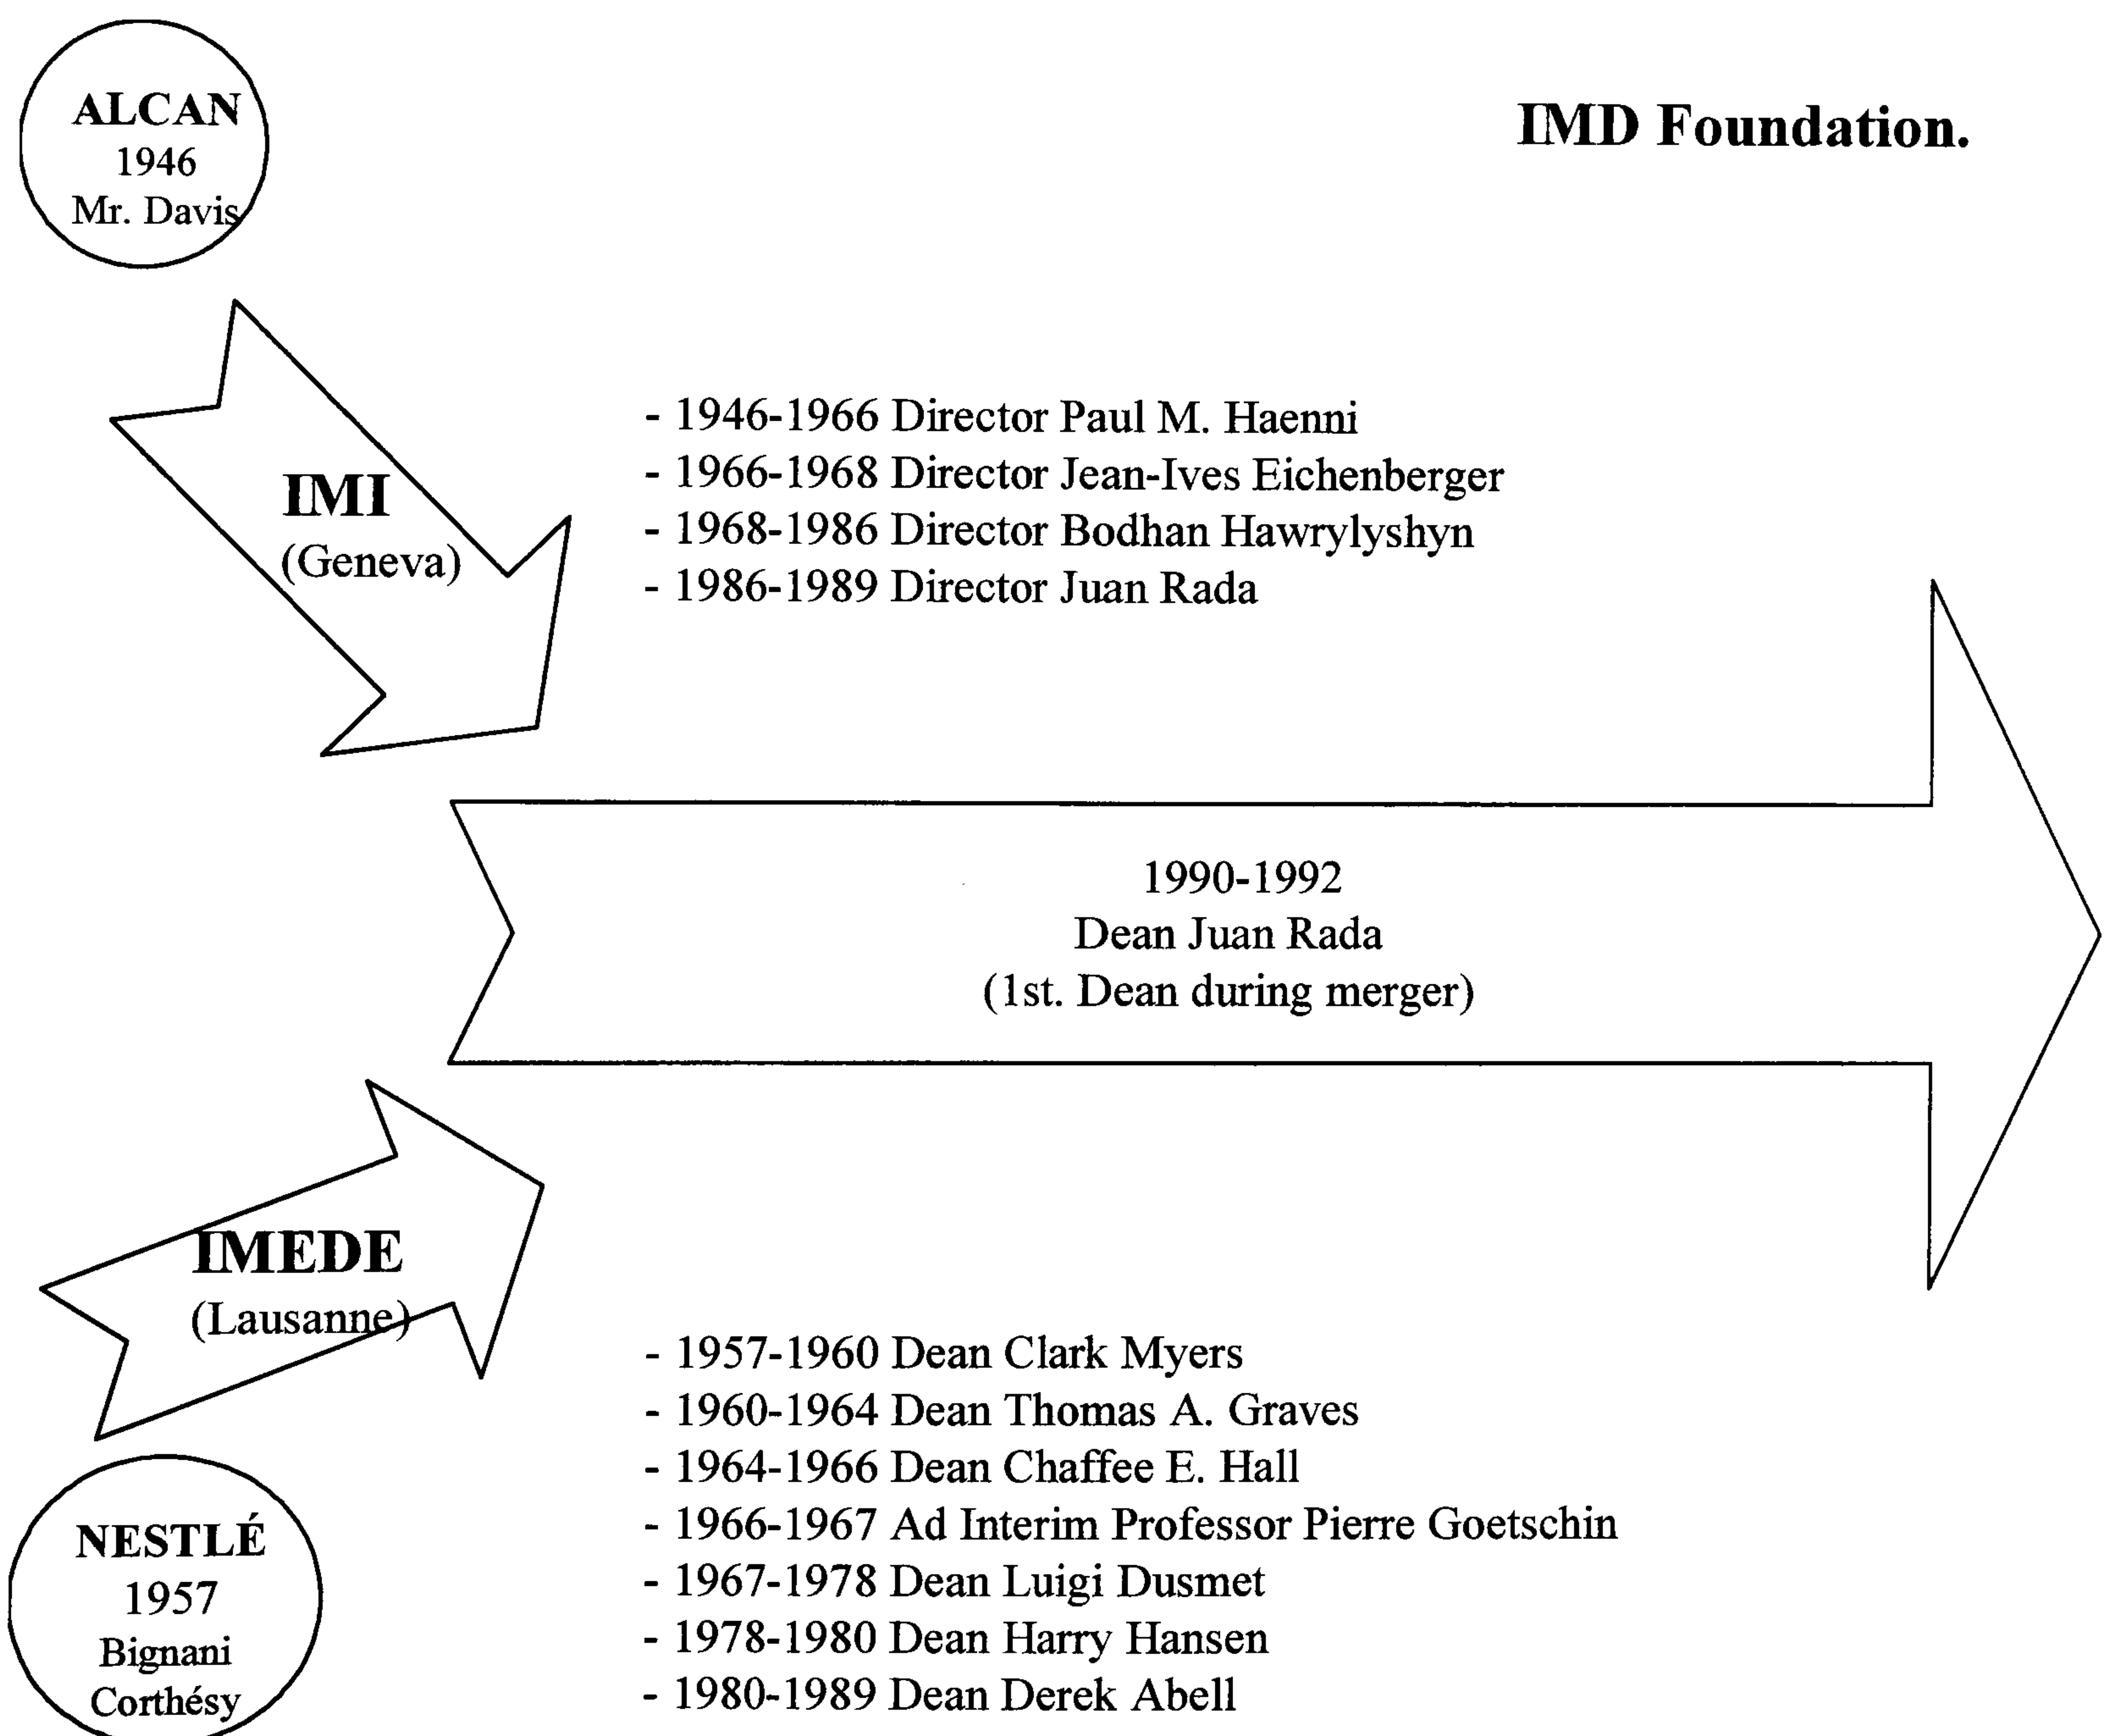 ALCAN
1946
Mr. Davis
IMD Foundation.
IMI
(Geneva)
- 1946-1966 Director Paul M. Haenni
- 1966-1968 Director Jean-Ives Eichenberger
- 1968-1986 Director Bodhan Hawrylyshyn
- 1986-1989 Director Juan Rada
1990-1992
Dean Juan Rada
(1st. Dean during merger)
IMEDE
(Lausanne)
- 1957-1960 Dean Clark Myers
- 1960-1964 Dean Thomas A. Graves
- 1964-1966 Dean Chaffee E. Hall
- 1966-1967 Ad Interim Professor Pierre Goetschin
- 1967-1978 Dean Luigi Dusmet
- 1978-1980 Dean Harry Hansen
- 1980-1989 Dean Derek Abell
NESTLÉ
1957
Bignani
Corthésy